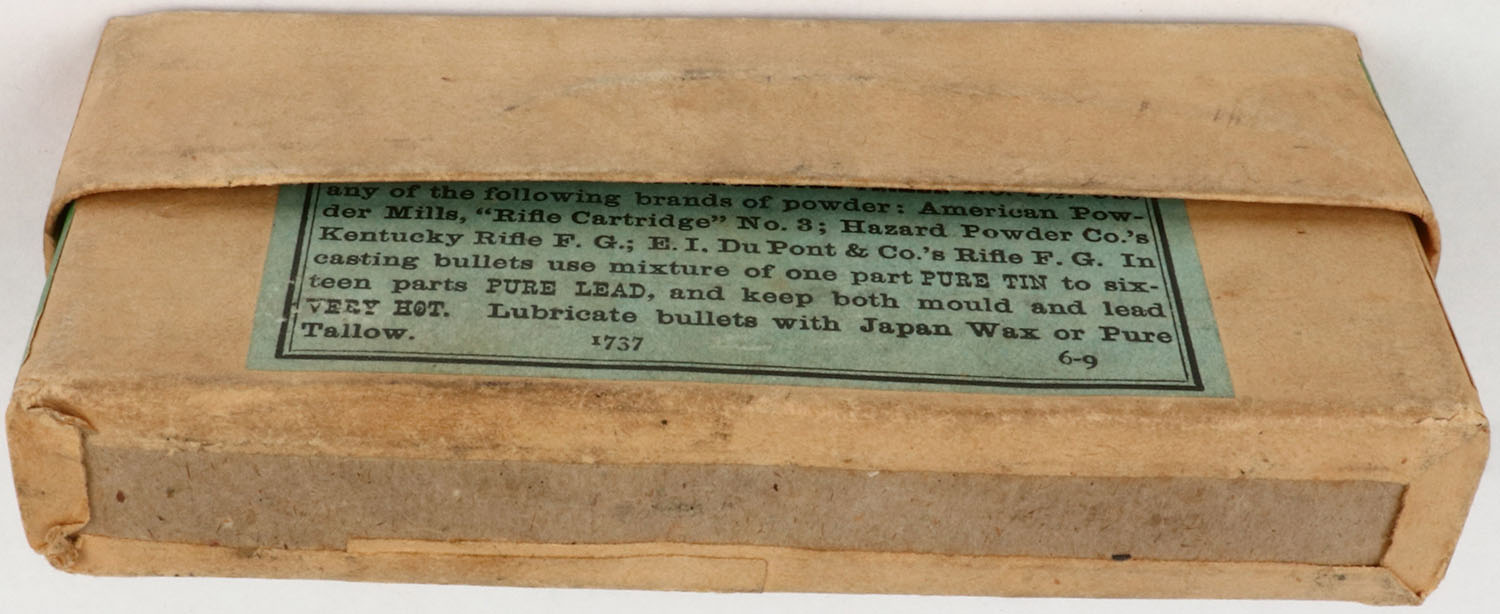 any of the following brands of powder: American Pow-
der Mills, “Rifle Cartridge” No. 3; Hazard Powder Co.'s
Kentucky Rifle F. G.; E. I. Du Pont & Co.'s Rifle F. G. In
casting bullets use mixture of one part PURE TIN to six-
teen parts PURE LEAD, and keep both mould and lead
VERY HOT. Lubricate bullets with Japan Wax or Pure
Tallow.
1737
6-9